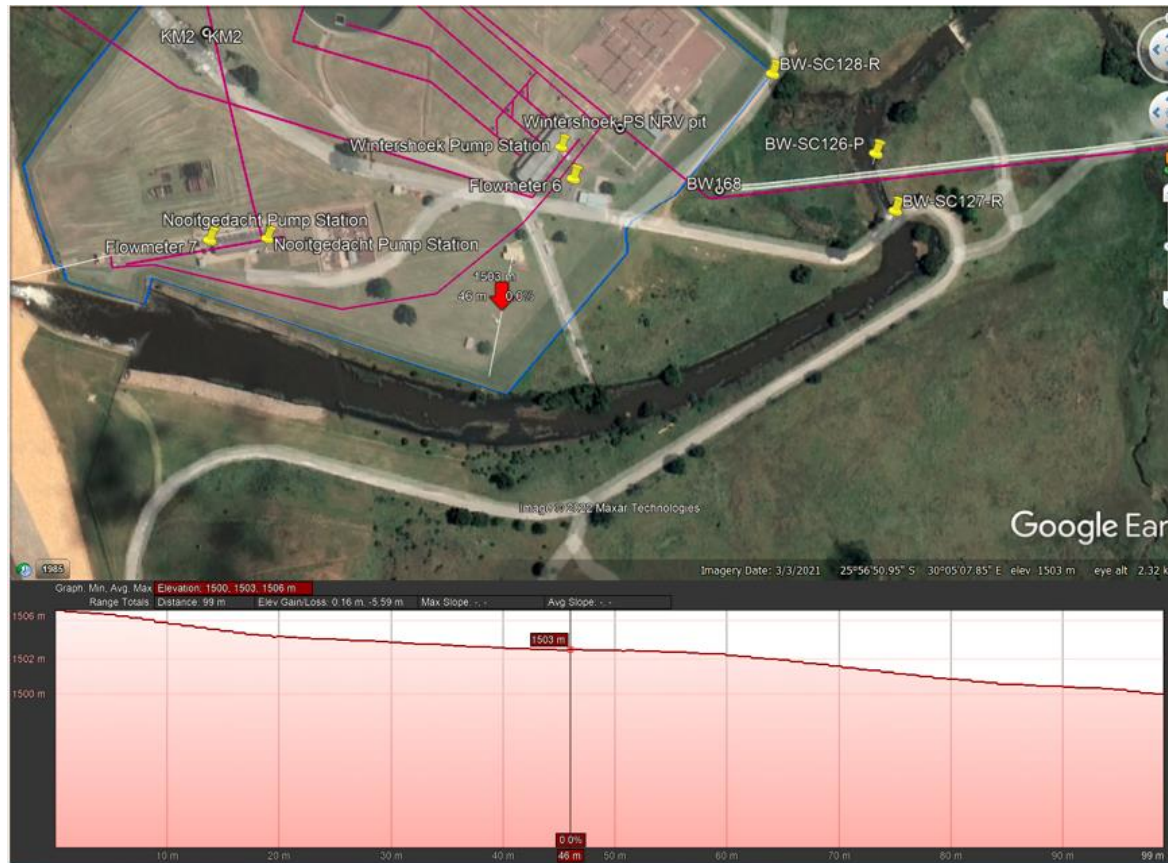 KM2 KM2
BW-SC128-R
Wintershoek PS NRV pit
Wintershoek Pump Station
BW-SC126-P
Flowmeter 6
BW168
BW-SC127-R
Nooitgedacht Pump Station
Flowmeter 7
Nooitgedacht Pump Station
1503 m
46 m 0.0%
Image © 2022 Maxar Technologies
Google Ear
1985
Imagery Date: 3/3/2021 25°56'50.95" S 30°05'07.85" E elev 1503 m eye alt 2.32 k
Graph: Min, Avg, Max Elevation: 1500, 1503, 1506 m
Range Totals: Distance: 99 m Elev Gain/Loss: 0.16 m, -5.59 m Max Slope: -, - Avg Slope: -, -
1506 m
1503 m
1502 m
1500 m
0.0%
10 m 20 m 30 m 40 m 46 m 50 m 60 m 70 m 80 m 90 m 99 m